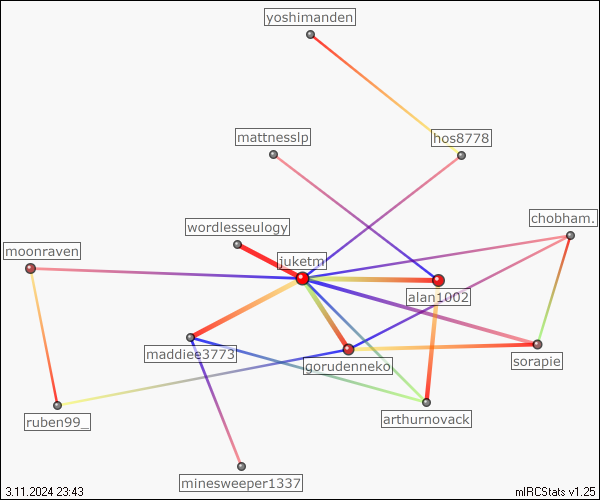 yoshimanden
mattnesslp
hos8778
chobham.
wordlesseulogy
moonraven
juketm
alan1002
maddiee3773
gorudenneko
sorapie
ruben99_
arthurnovack
minesweeper1337
3.11.2024 23:43
mIRCStats v1.25